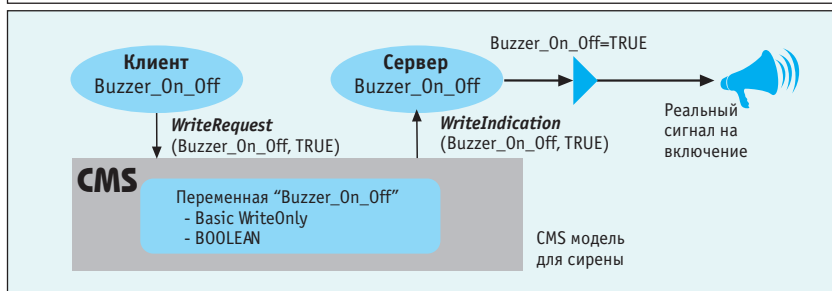 Клиент
Buzzer_On_Off
Сервер
Buzzer_On_Off
Buzzer_On_Off=TRUE
WriteRequest
(Buzzer_On_Off, TRUE)
WriteIndication
(Buzzer_On_Off, TRUE)
Реальный
сигнал на
включение
CMS
Переменная “Buzzer_On_Off”
- Basic WriteOnly
- BOOLEAN
CMS модель
для сирены